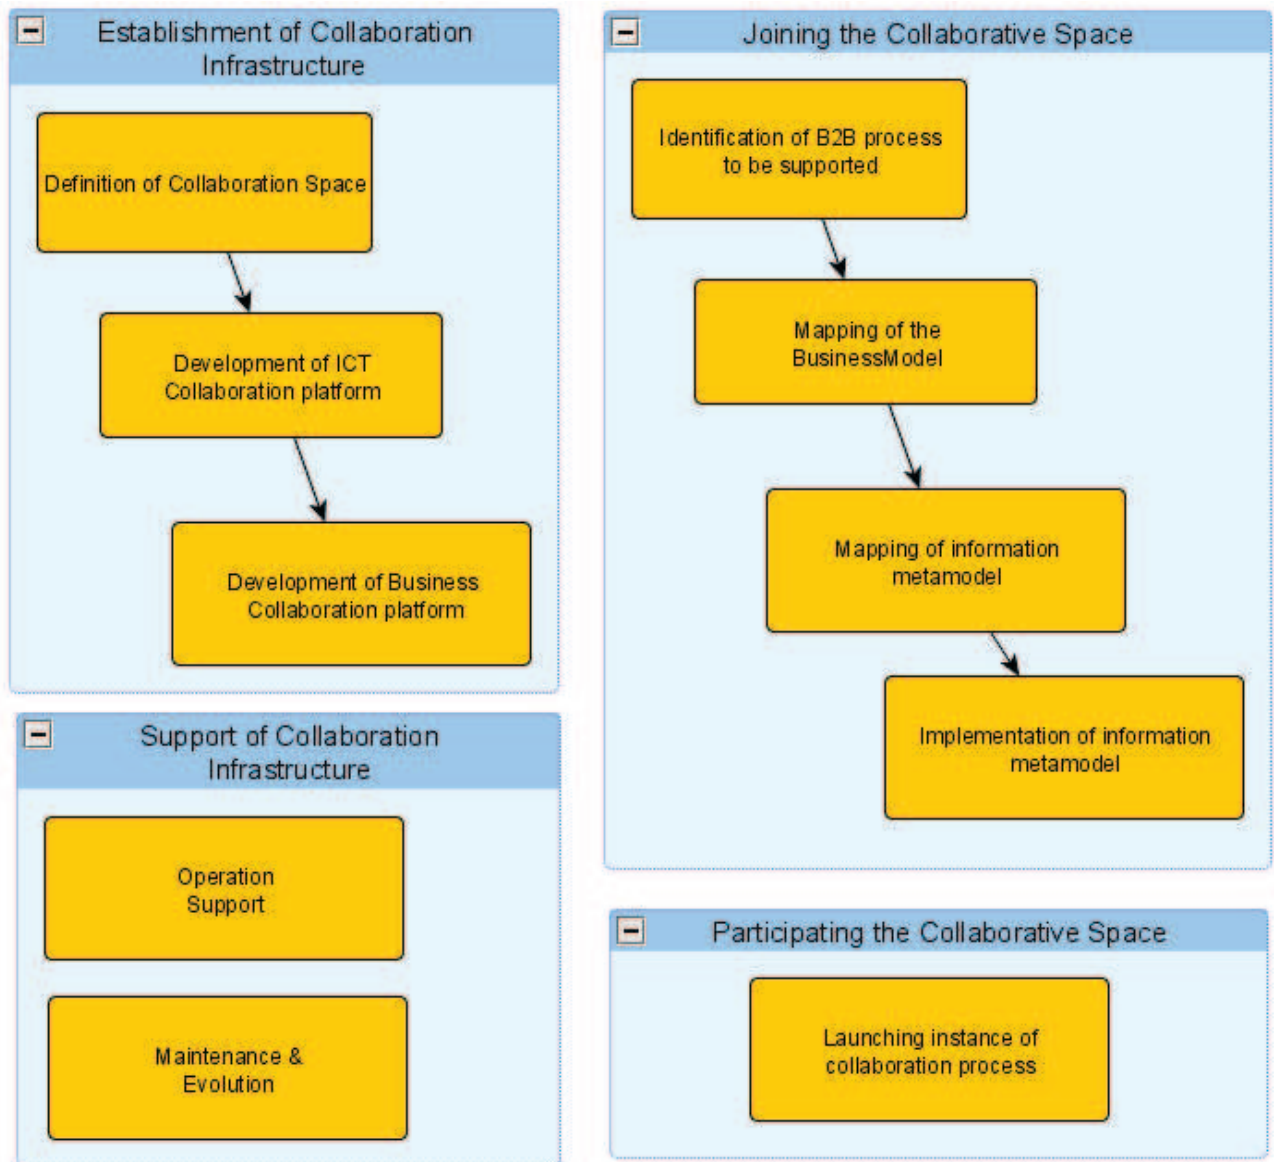 Establishment of Collaboration
Infrastructure
Definition of Collaboration Space
Development of ICT
Collaboration platform
Development of Business
Collaboration platform
Joining the Collaborative Space
Identification of B2B process
to be supported
Mapping of the
BusinessModel
Mapping of information
metamodel
Implementation of information
metamodel
Support of Collaboration
Infrastructure
Operation
Support
Maintenance &
Evolution
Participating the Collaborative Space
Launching instance of
collaboration process